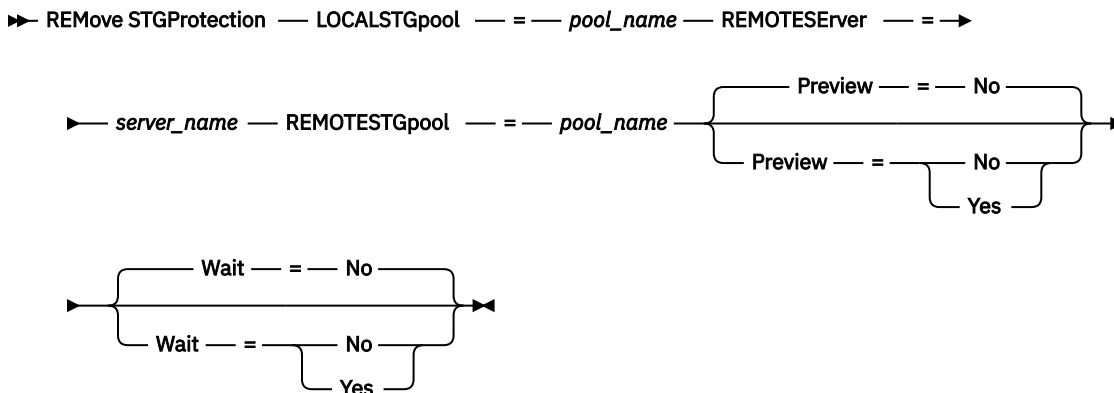 REMove STGProtection LOCALSTGpool = pool_name REMOTESErver =
Preview = No
server_name REMOTESTGpool = pool_name
Preview = No
Yes
Wait = No
Wait = No
Yes